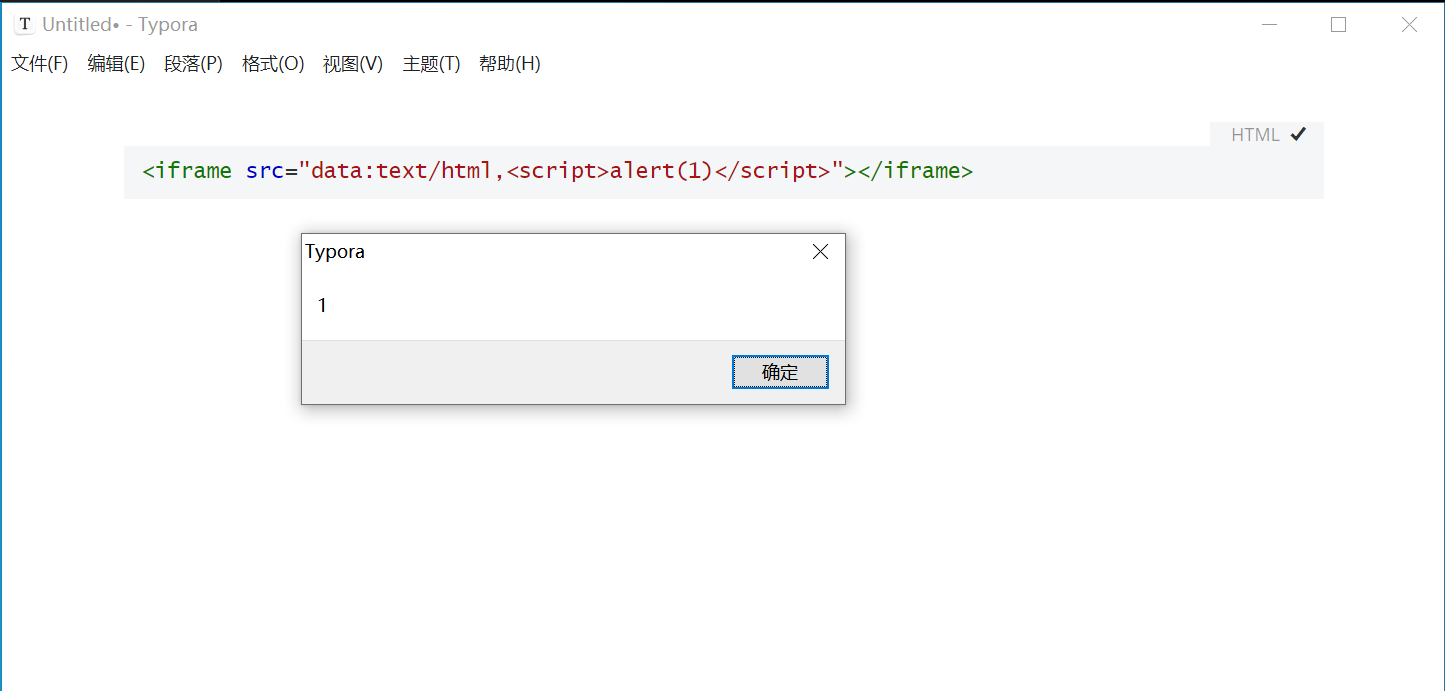 T Untitled• - Typora
文件(F) 编辑(E) 段落(P) 格式(O) 视图(V) 主题(T) 帮助(H)
HTML
<iframe src="data:text/html,<script>alert(1)</script>"></iframe>
Typora
1
确定